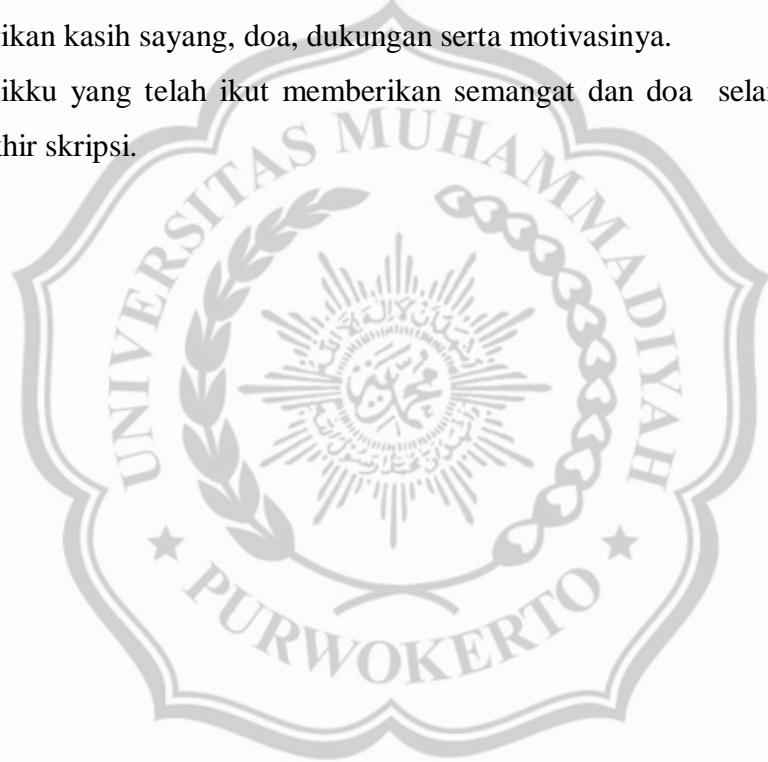 ikan kasih sayang, doa, dukungan serta motivasinya.
ikku yang telah ikut memberikan semangat dan doa selar
hir skripsi.
UNIVERSITAS MUHAMMADIYAH
PURWOKERTO